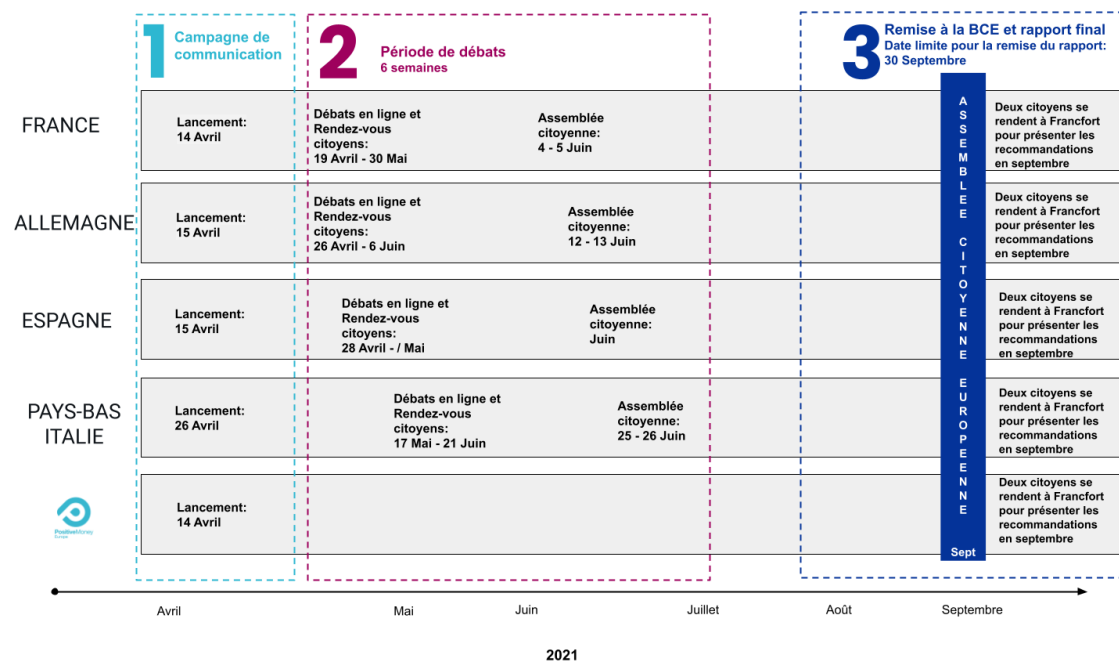 1
Campagne de
communication
2
Période de débats
6 semaines
3
Remise à la BCE et rapport final
Date limite pour la remise du rapport:
30 Septembre
FRANCE
Lancement:
14 Avril
Débats en ligne et
Rendez-vous
citoyens:
19 Avril - 30 Mai
Assemblée
citoyenne:
4 - 5 Juin
Deux citoyens se
rendent à Francfort
pour présenter les
recommandations
en septembre
ALLEMAGNE
Lancement:
15 Avril
Débats en ligne et
Rendez-vous
citoyens:
26 Avril - 6 Juin
Assemblée
citoyenne:
12 - 13 Juin
Deux citoyens se
rendent à Francfort
pour présenter les
recommandations
en septembre
ESPAGNE
Lancement:
15 Avril
Débats en ligne et
Rendez-vous
citoyens:
28 Avril - / Mai
Assemblée
citoyenne:
Juin
Deux citoyens se
rendent à Francfort
pour présenter les
recommandations
en septembre
PAYS-BAS
ITALIE
Lancement:
26 Avril
Débats en ligne et
Rendez-vous
citoyens:
17 Mai - 21 Juin
Assemblée
citoyenne:
25 - 26 Juin
Deux citoyens se
rendent à Francfort
pour présenter les
recommandations
en septembre
PositiveMoney
Europe
Lancement:
14 Avril
Deux citoyens se
rendent à Francfort
pour présenter les
recommandations
en septembre
ASSEMBLEE CITOYENNE EUROPEENNE
Sept
Avril
Mai
Juin
Juillet
Août
Septembre
2021